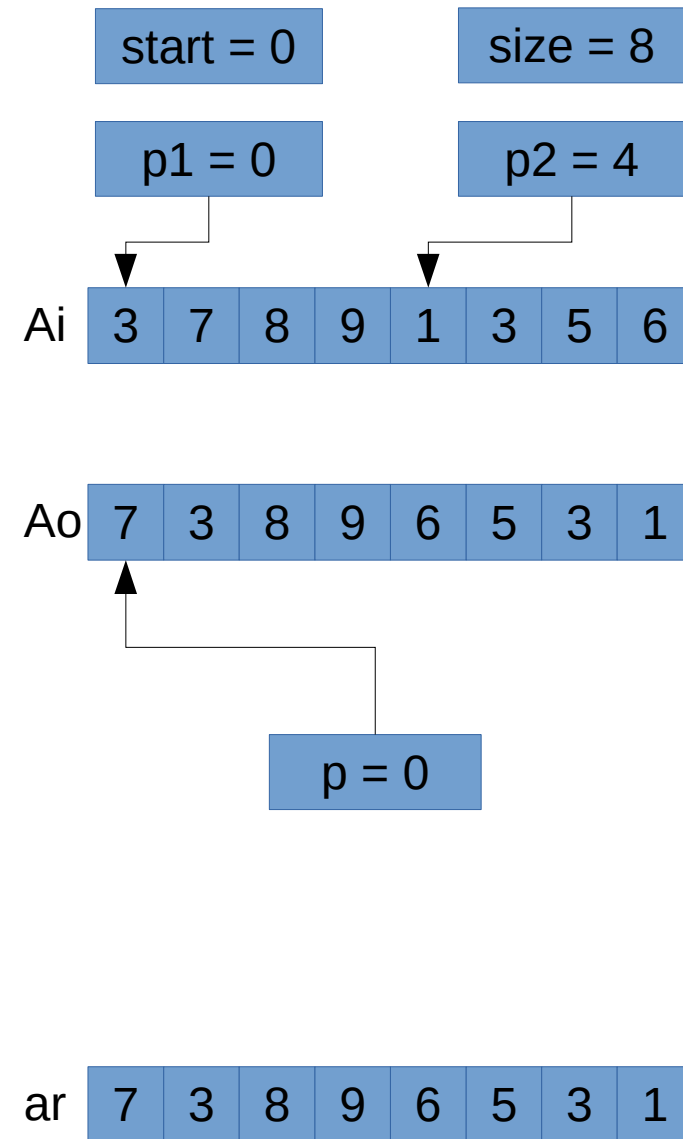 start = 0 size = 8
p1 = 0 p2 = 4
Ai 3 7 8 9 1 3 5 6
Ao 7 3 8 9 6 5 3 1
p = 0
ar 7 3 8 9 6 5 3 1